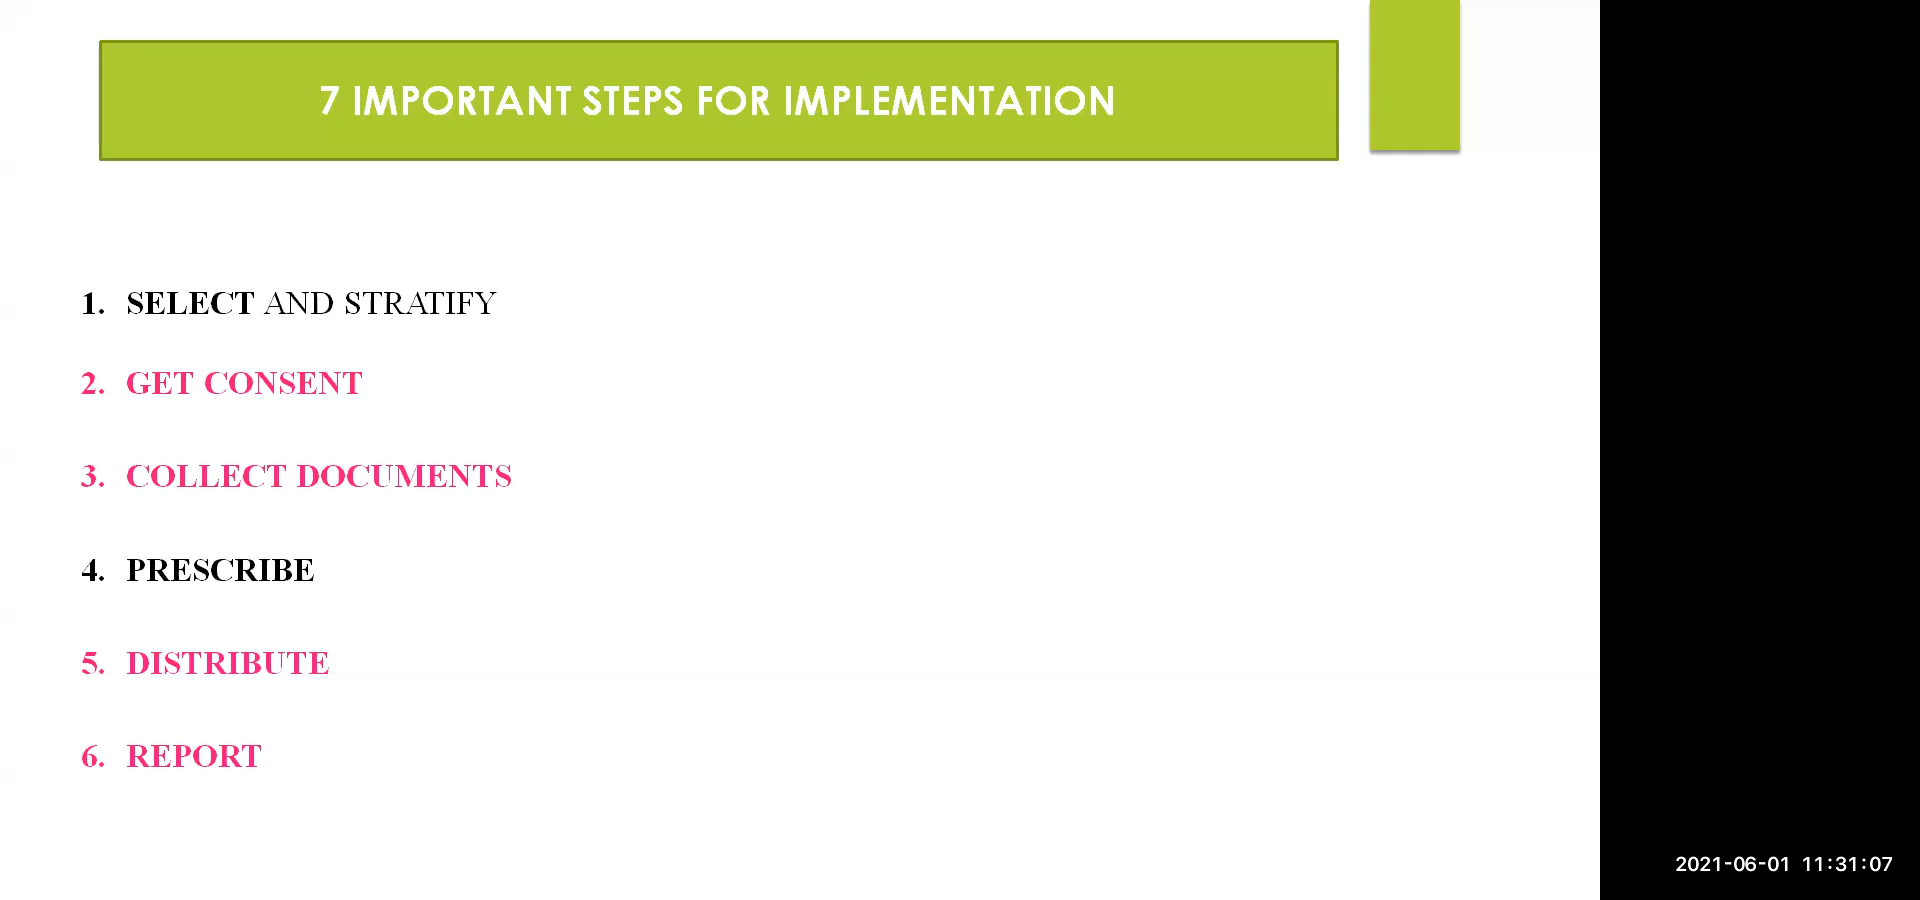 7 IMPORTANT STEPS FOR IMPLEMENTATION
1. SELECT AND STRATIFY
2. GET CONSENT
3. COLLECT DOCUMENTS
4. PRESCRIBE
5. DISTRIBUTE
6. REPORT
2021-06-01 11:31:07